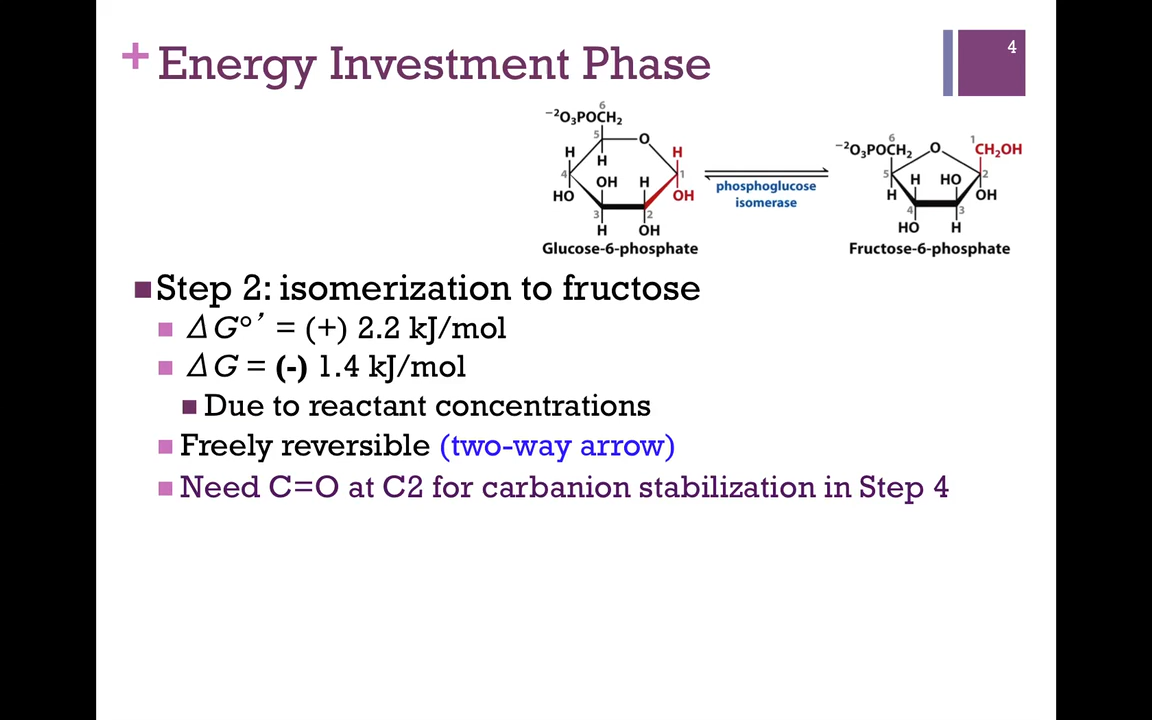 + Energy Investment Phase
4
⁻²O₃POCH₂
6
5
O
H
H
H
4
OH
H
1
HO
OH
3
2
H
OH
Glucose-6-phosphate
phosphoglucose
isomerase
⁻²O₃POCH₂
6
O
1
CH₂OH
5
H
HO
2
H
OH
4
3
HO
H
Fructose-6-phosphate
Step 2: isomerization to fructose
ΔG°′ = (+) 2.2 kJ/mol
ΔG = (-) 1.4 kJ/mol
Due to reactant concentrations
Freely reversible (two-way arrow)
Need C=O at C2 for carbanion stabilization in Step 4